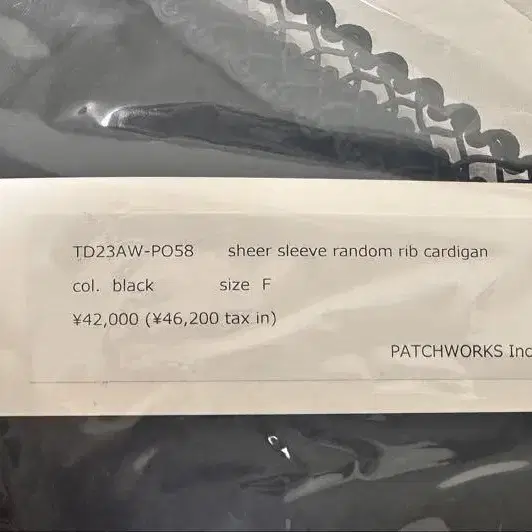 TD23AW-PO58 sheer sleeve random rib cardigan
col. black size F
¥42,000 (¥46,200 tax in)
PATCHWORKS Inc